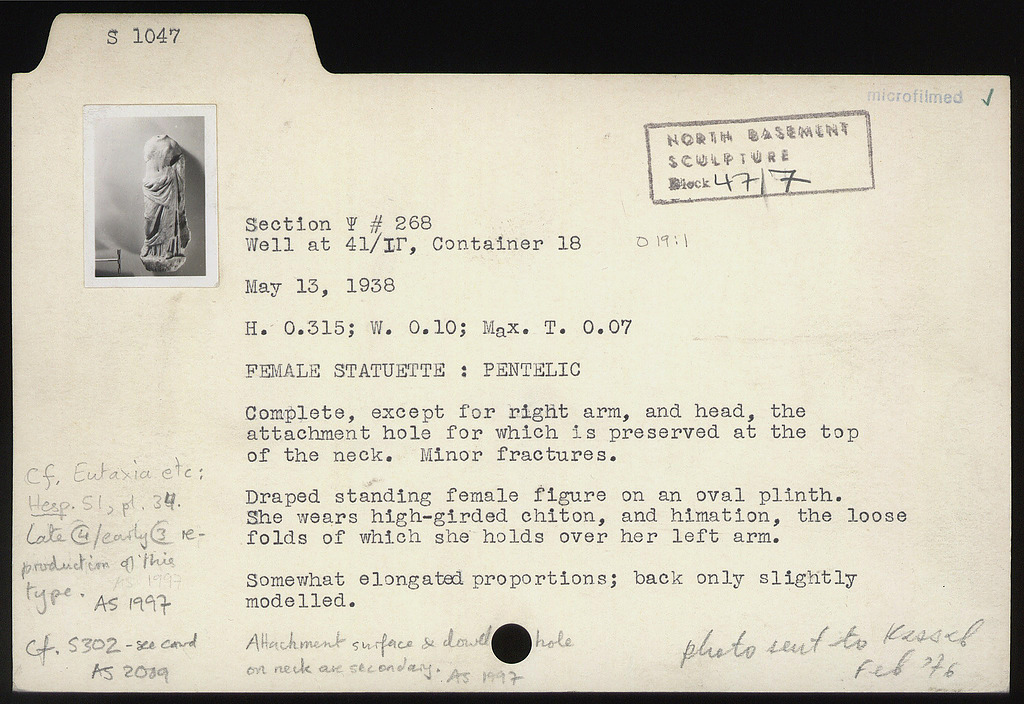 S 1047
microfilmed ✓
NORTH BASEMENT
SCULPTURE
Block 47/7
Section Ψ # 268
Well at 41/ΙΓ, Container 18
O 19:1
May 13, 1938
H. 0.315; W. 0.10; Max. T. 0.07
FEMALE STATUETTE : PENTELIC
Complete, except for right arm, and head, the
attachment hole for which is preserved at the top
of the neck. Minor fractures.
Draped standing female figure on an oval plinth.
She wears high-girded chiton, and himation, the loose
folds of which she holds over her left arm.
Somewhat elongated proportions; back only slightly
modelled.
Cf. Eutaxia etc:
Hesp. 51, pl. 34.
Late ④/early ③ re-
production of this
type. AS 1997
AS 1997
Cf. S302 - see card
AS 2009
Attachment surface & dowel hole
on neck are secondary. AS 1997
photo sent to Kassel
Feb '76